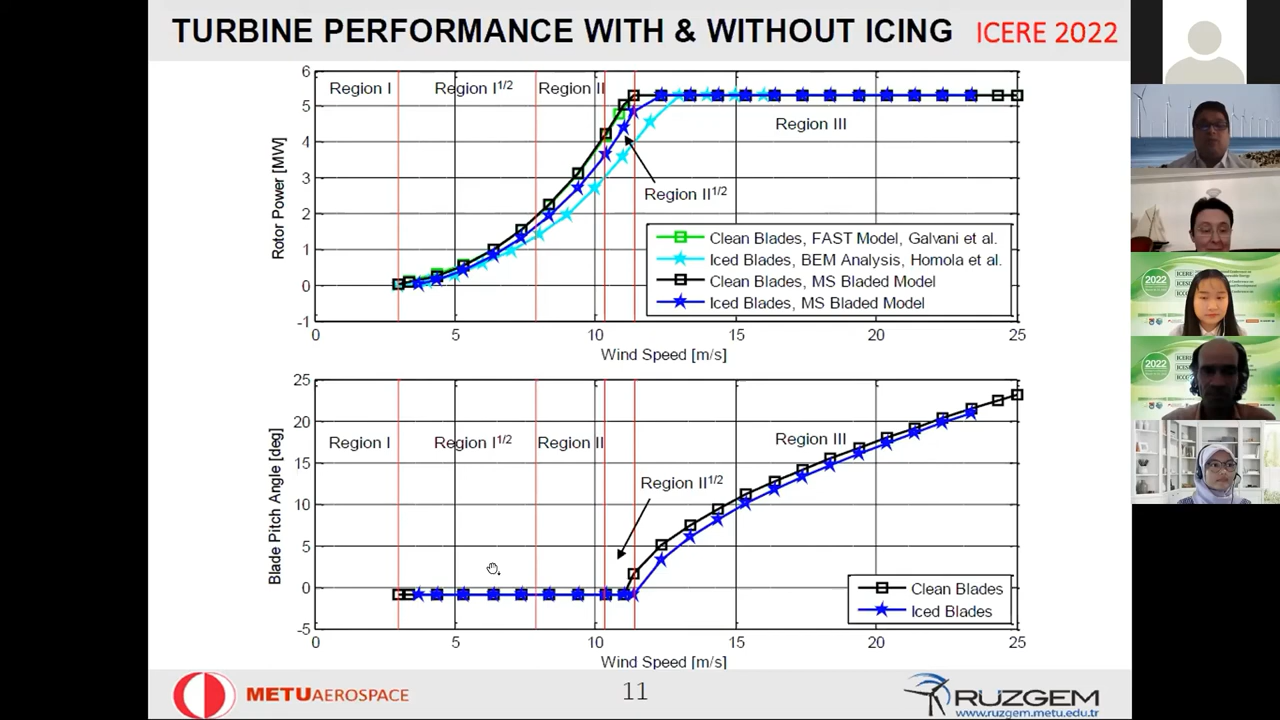 TURBINE PERFORMANCE WITH & WITHOUT ICING ICERE 2022
Region I
Region I1/2
Region II
Region III
Region II1/2
Rotor Power [MW]
6
5
4
3
2
1
0
-1
Clean Blades, FAST Model, Galvani et al.
Iced Blades, BEM Analysis, Homola et al.
Clean Blades, MS Bladed Model
Iced Blades, MS Bladed Model
0 5 10 15 20 25
Wind Speed [m/s]
Region I
Region I1/2
Region II
Region III
Region II1/2
Blade Pitch Angle [deg]
25
20
15
10
5
0
-5
Clean Blades
Iced Blades
0 5 10 15 20 25
Wind Speed [m/s]
METUAEROSPACE
11
RUZGEM
www.ruzgem.metu.edu.tr
2022
ICERE
2022